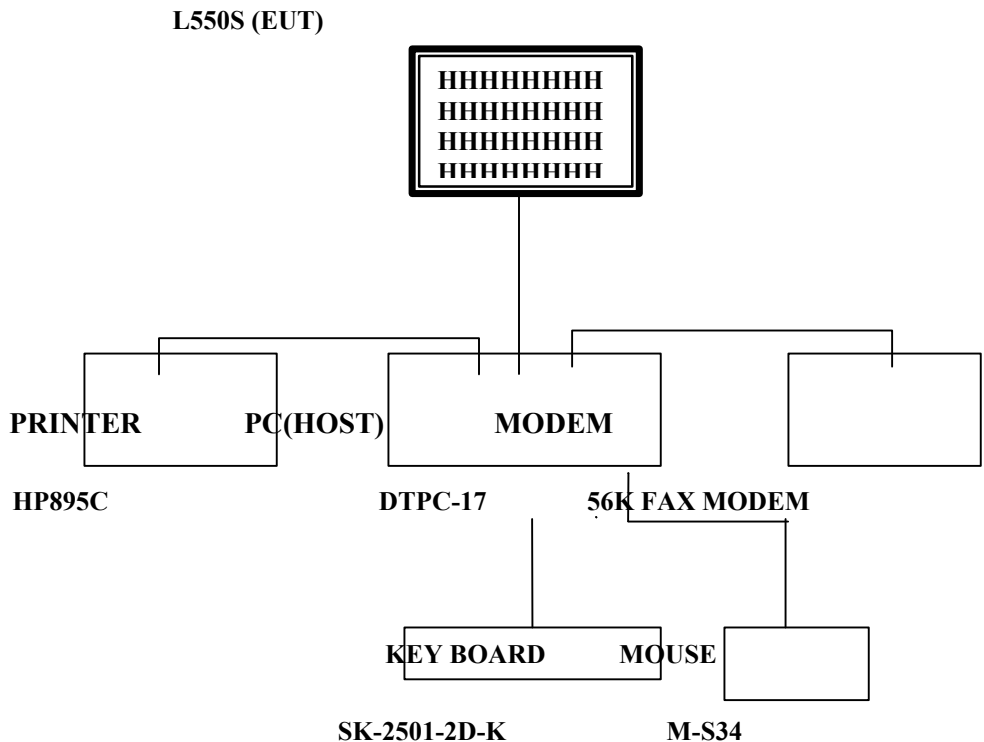 L550S (EUT)
HHHHHHHH
HHHHHHHH
HHHHHHHH
HHHHHHHH
PRINTER PC(HOST) MODEM
HP895C DTPC-17 56K FAX MODEM
KEY BOARD MOUSE
SK-2501-2D-K M-S34